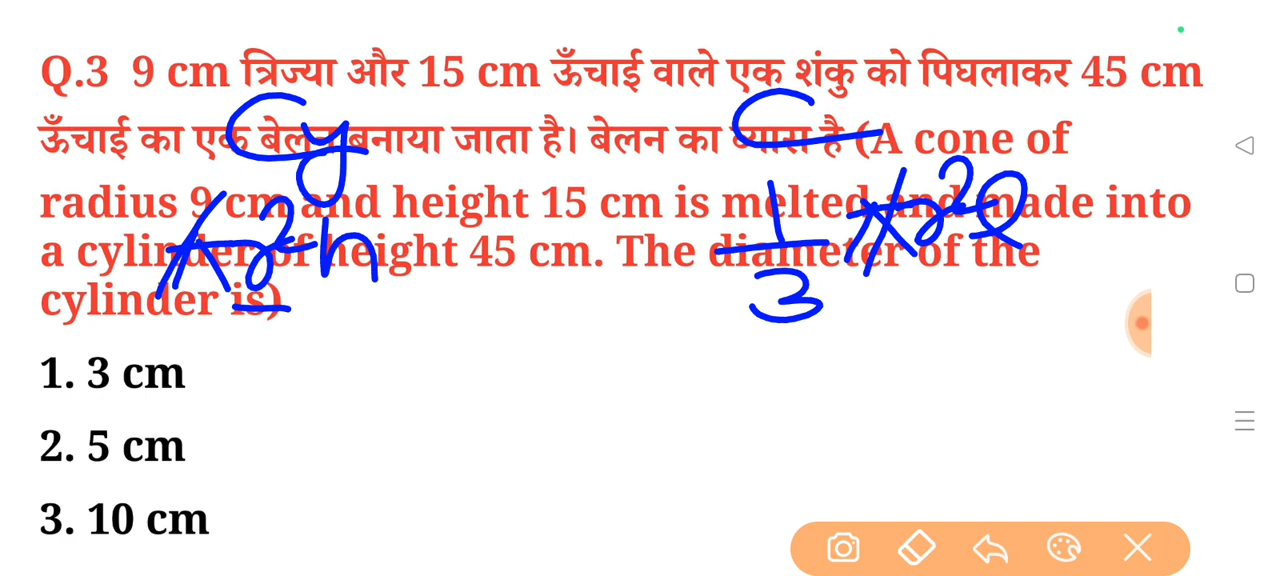 Q.3 9 cm त्रिज्या और 15 cm ऊँचाई वाले एक शंकु को पिघलाकर 45 cm
ऊँचाई का एक बेलन बनाया जाता है। बेलन का व्यास है (A cone of
radius 9 cm and height 15 cm is melted and made into
a cylinder of height 45 cm. The diameter of the
cylinder is)
1. 3 cm
2. 5 cm
3. 10 cm